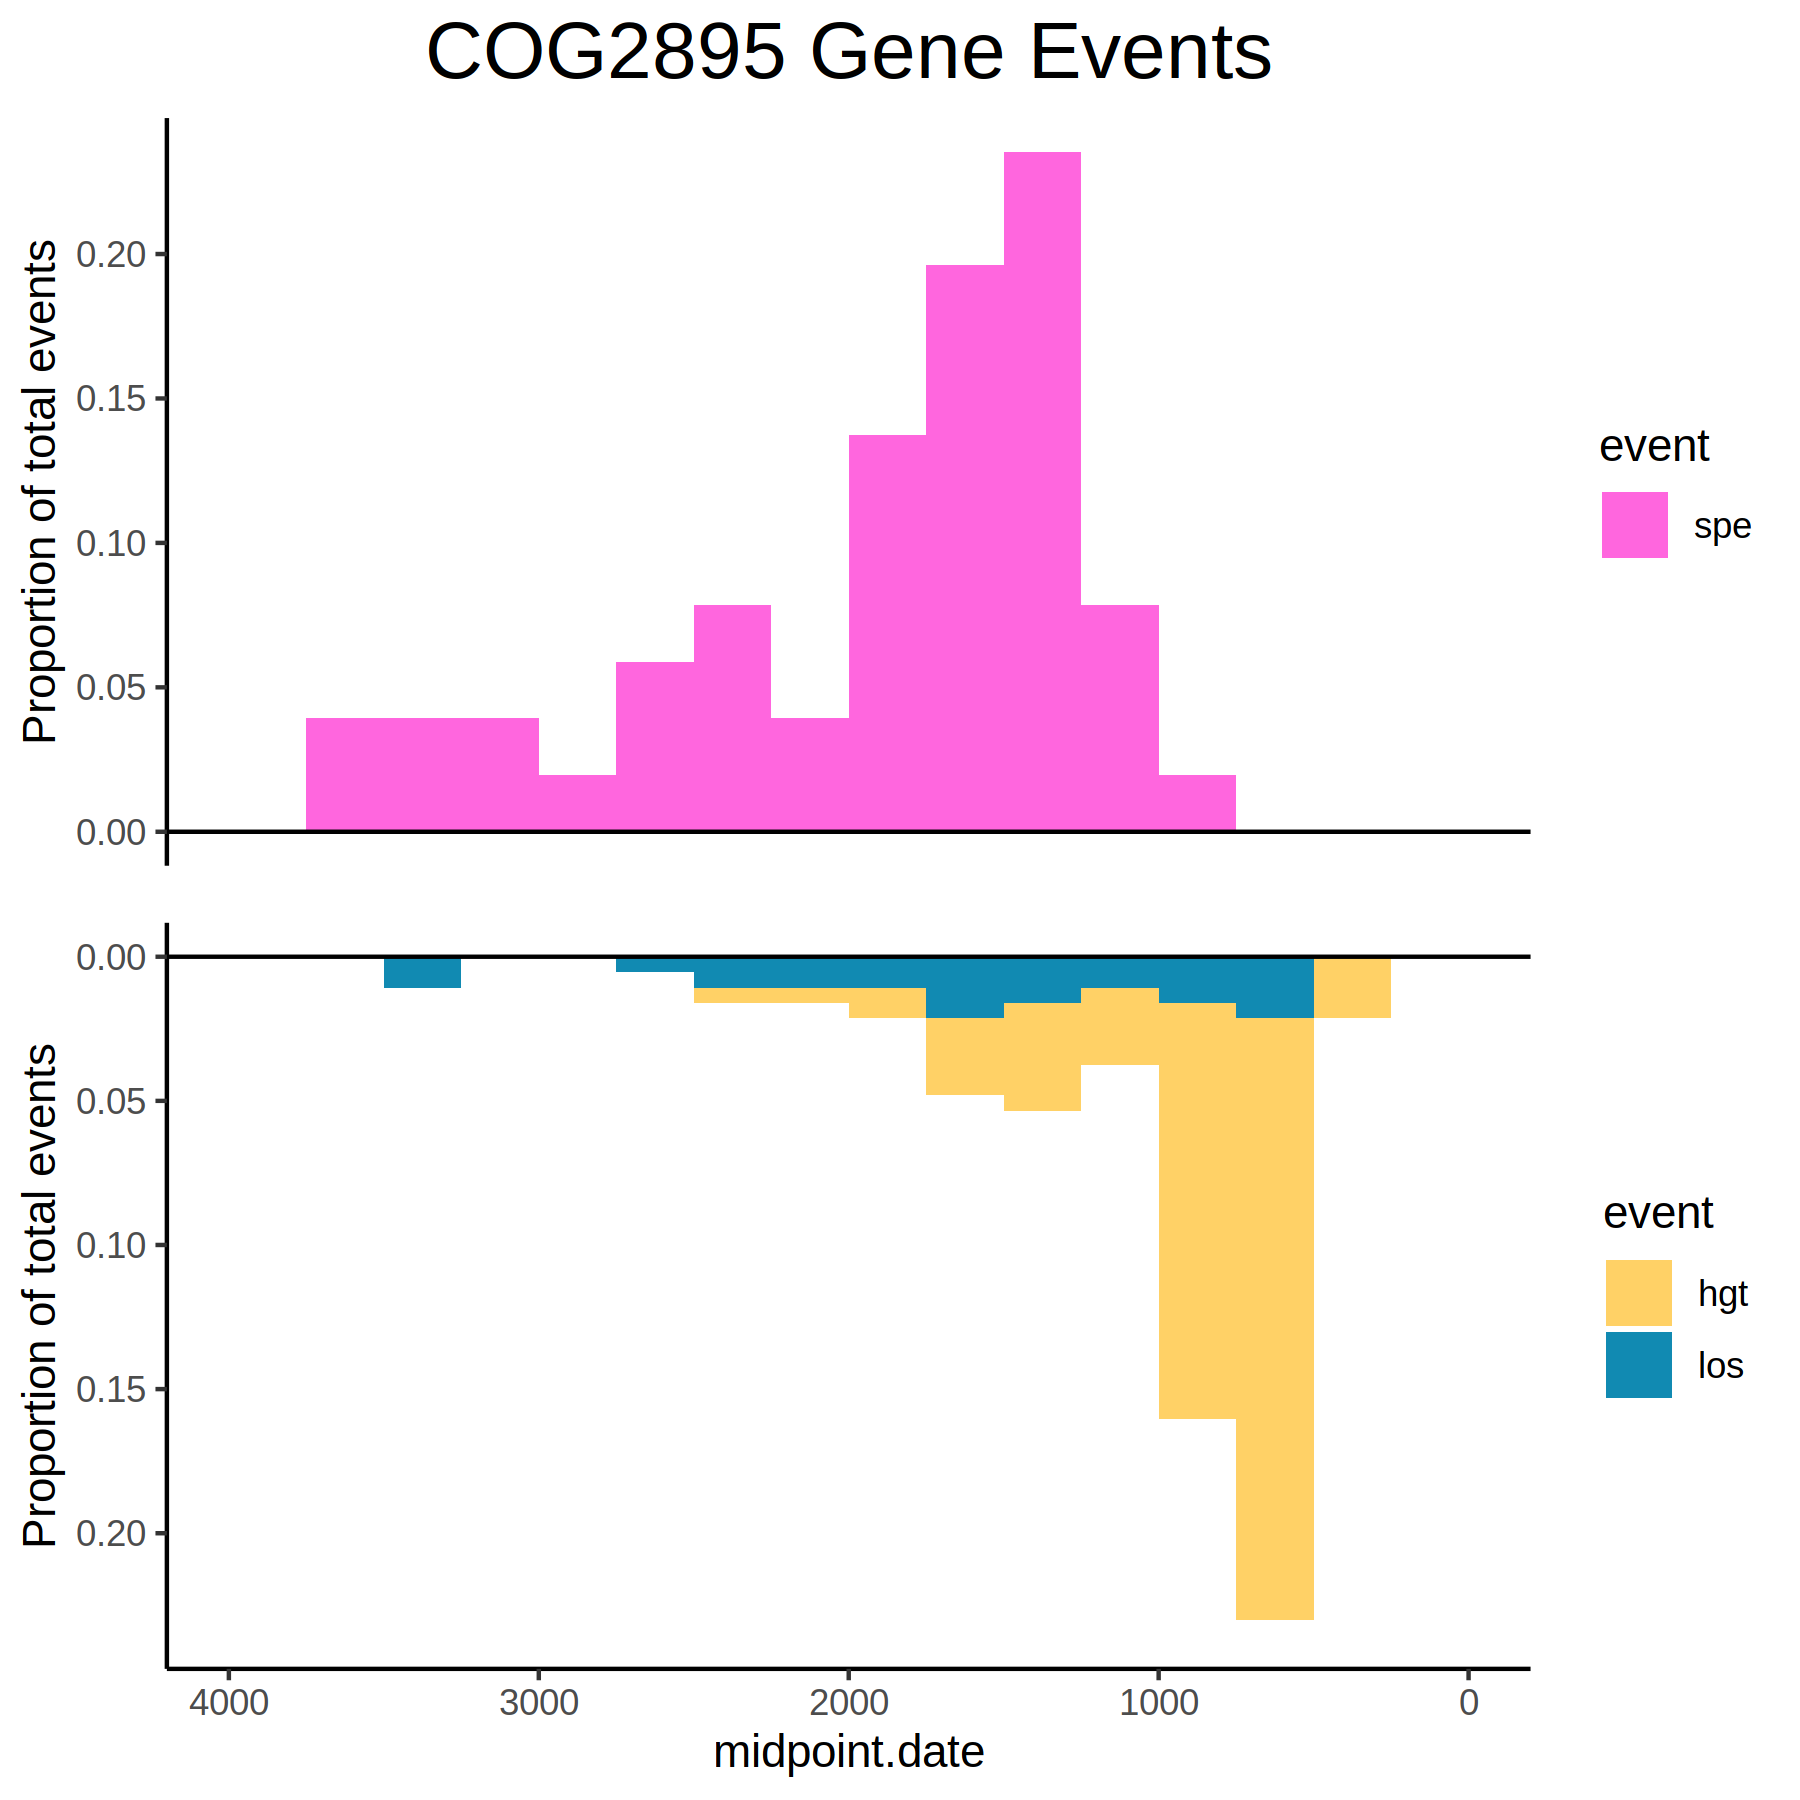 COG2895 Gene Events
Proportion of total events
0.20
0.15
0.10
0.05
0.00
event
spe
Proportion of total events
0.00
0.05
0.10
0.15
0.20
event
hgt
los
4000 3000 2000 1000 0
midpoint.date